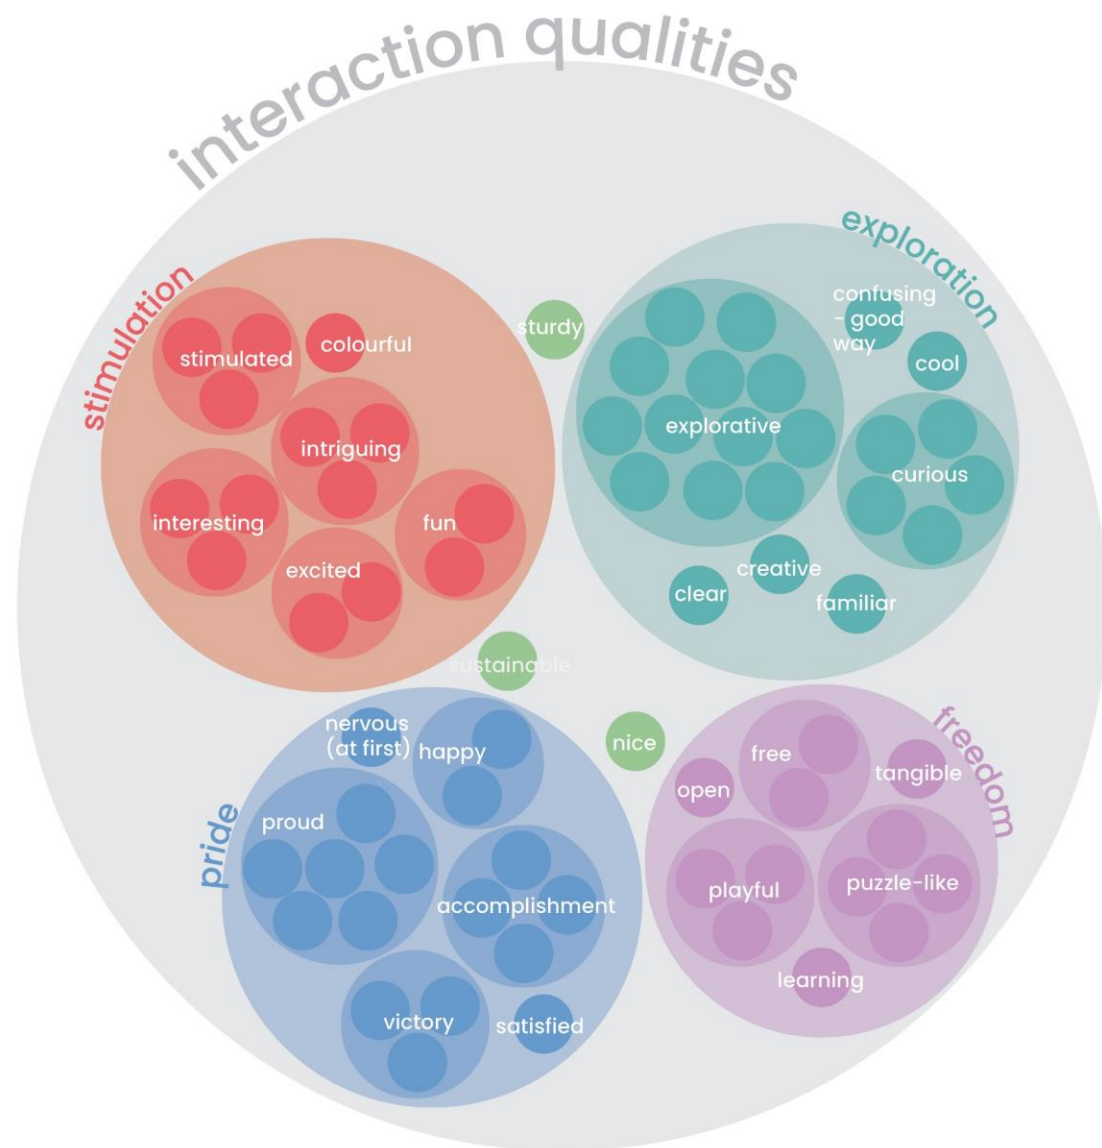 interaction qualities
stimulation
stimulated
colourful
intriguing
interesting
fun
excited
sturdy
exploration
confusing
- good
way
cool
explorative
curious
creative
clear
familiar
sustainable
nice
pride
nervous
(at first)
happy
proud
accomplishment
victory
satisfied
freedom
free
open
tangible
playful
puzzle-like
learning